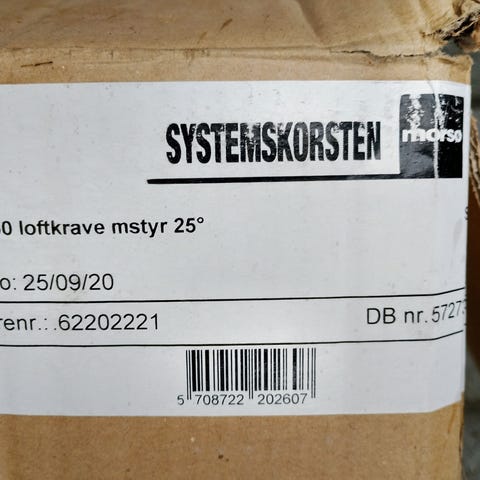 SYSTEMSKORSTEN
morsø
0 loftkrave mstyr 25°
o: 25/09/20
renr.: .62202221
DB nr. 5727
5 708722 202607